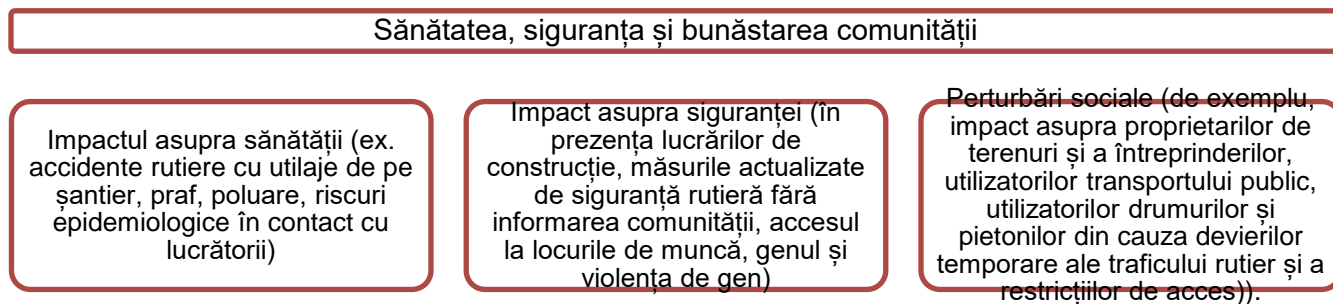 Sănătatea, siguranța și bunăstarea comunității
Impactul asupra sănătății (ex.
accidente rutiere cu utilaje de pe
șantier, praf, poluare, riscuri
epidemiologice în contact cu
lucrătorii)
Impact asupra siguranței (în
prezența lucrărilor de
construcție, măsurile actualizate
de siguranță rutieră fără
informarea comunității, accesul
la locurile de muncă, genul și
violența de gen)
Perturbări sociale (de exemplu,
impact asupra proprietarilor de
terenuri și a întreprinderilor,
utilizatorilor transportului public,
utilizatorilor drumurilor și
pietonilor din cauza devierilor
temporare ale traficului rutier și a
restricțiilor de acces)).